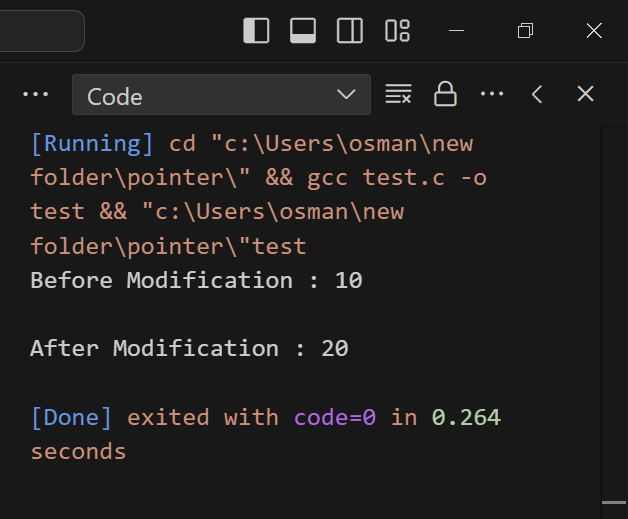 Code
[Running] cd "c:\Users\osman\new
folder\pointer\" && gcc test.c -o
test && "c:\Users\osman\new
folder\pointer\"test
Before Modification : 10
After Modification : 20
[Done] exited with code=0 in 0.264
seconds